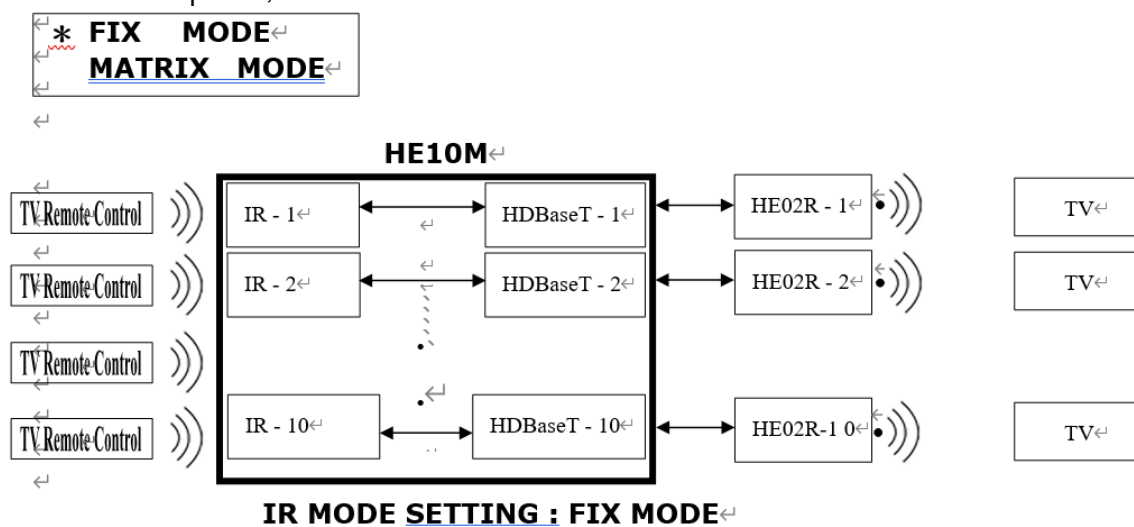 * FIX MODE
MATRIX MODE
HE10M
TV Remote Control IR - 1 HDBaseT - 1 HE02R - 1 TV
TV Remote Control IR - 2 HDBaseT - 2 HE02R - 2 TV
TV Remote Control
TV Remote Control IR - 10 HDBaseT - 10 HE02R-1 0 TV
IR MODE SETTING : FIX MODE